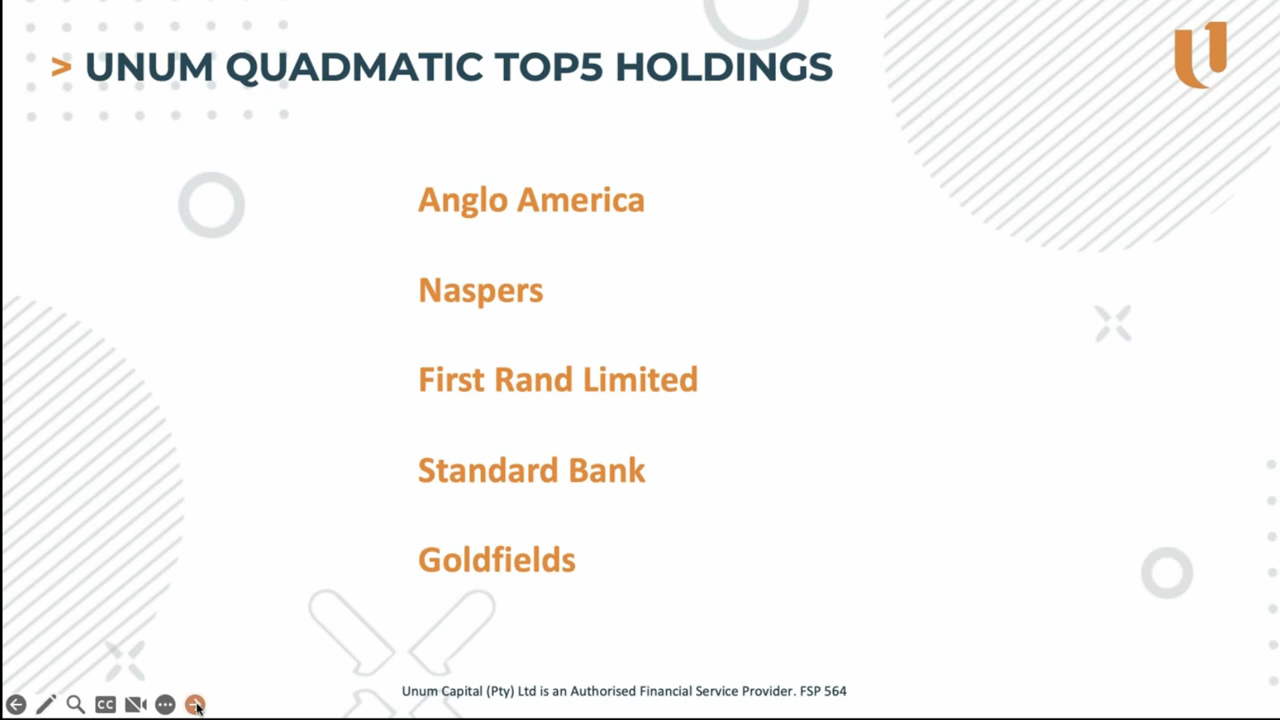 > UNUM QUADMATIC TOP5 HOLDINGS
Anglo America
Naspers
First Rand Limited
Standard Bank
Goldfields
Unum Capital (Pty) Ltd is an Authorised Financial Service Provider. FSP 564
CC